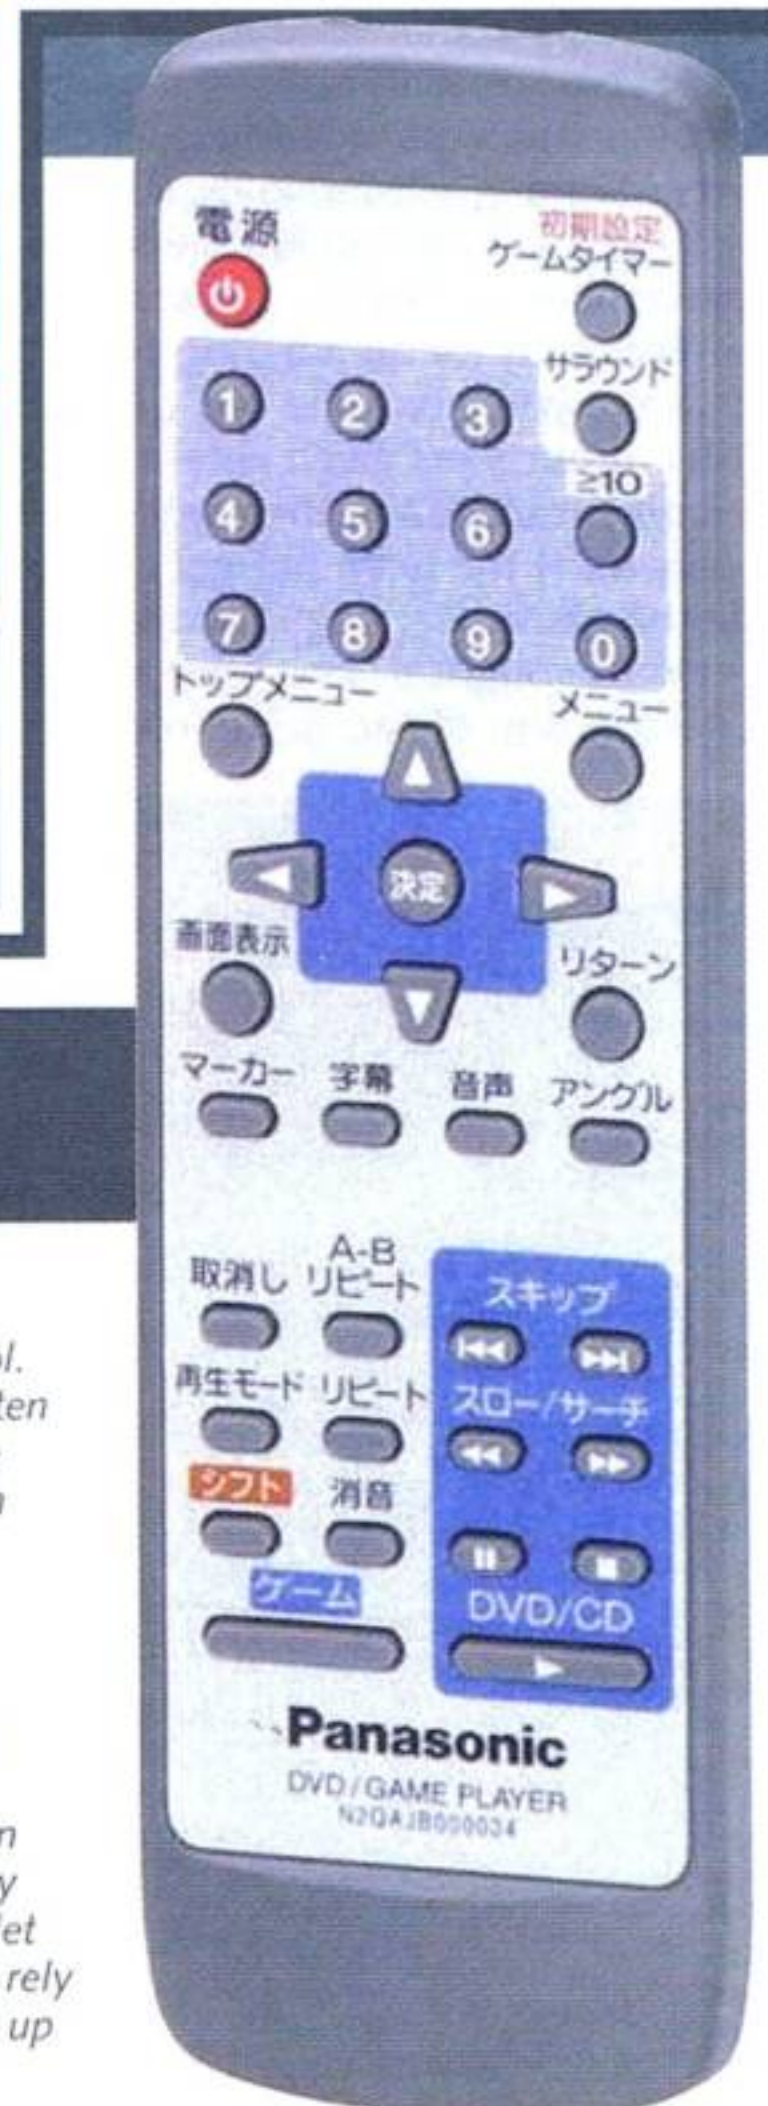 電源
初期設定
ゲームタイマー
サラウンド
1 2 3
≥10
4 5 6
7 8 9 0
トップメニュー
メニュー
決定
画面表示
リターン
マーカー 字幕 音声 アングル
取消し A-B リピート
スキップ
再生モード リピート
スロー/サーチ
シフト 消音
ゲーム
DVD/CD
Panasonic
DVD/GAME PLAYER
N2QAJB000034
ten
rely
up